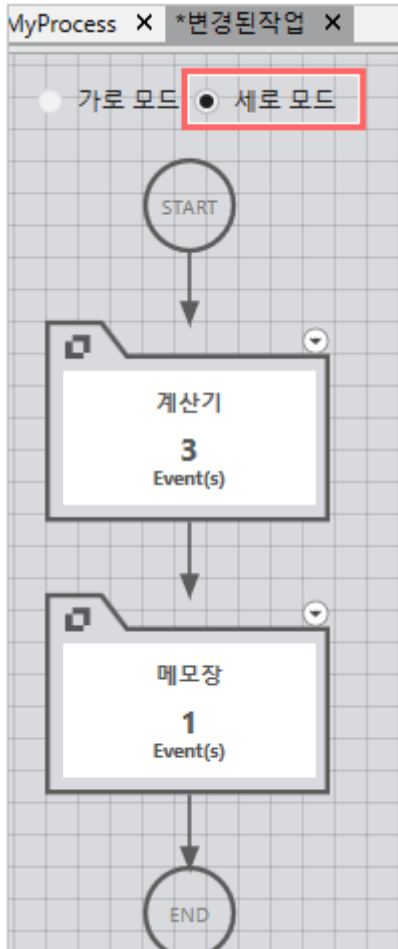 MyProcess × *변경된작업 ×
가로 모드 세로 모드
START
계산기
3
Event(s)
메모장
1
Event(s)
END